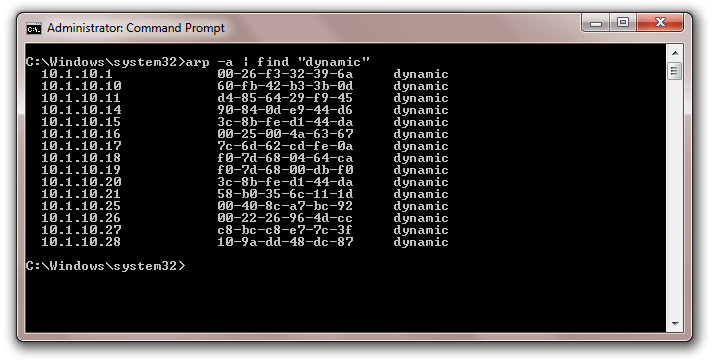 Administrator: Command Prompt
C:\Windows\system32>arp -a | find "dynamic"
10.1.10.1 00-26-f3-32-39-6a dynamic
10.1.10.10 60-fb-42-b3-3b-0d dynamic
10.1.10.11 d4-85-64-29-f9-45 dynamic
10.1.10.14 90-84-0d-e9-44-d6 dynamic
10.1.10.15 3c-8b-fe-d1-44-da dynamic
10.1.10.16 00-25-00-4a-63-67 dynamic
10.1.10.17 7c-6d-62-cd-fe-0a dynamic
10.1.10.18 f0-7d-68-04-64-ca dynamic
10.1.10.19 f0-7d-68-00-db-f0 dynamic
10.1.10.20 3c-8b-fe-d1-44-da dynamic
10.1.10.21 58-b0-35-6c-11-1d dynamic
10.1.10.25 00-40-8c-a7-bc-92 dynamic
10.1.10.26 00-22-26-96-4d-cc dynamic
10.1.10.27 c8-bc-c8-e7-7c-3f dynamic
10.1.10.28 10-9a-dd-48-dc-87 dynamic
C:\Windows\system32>